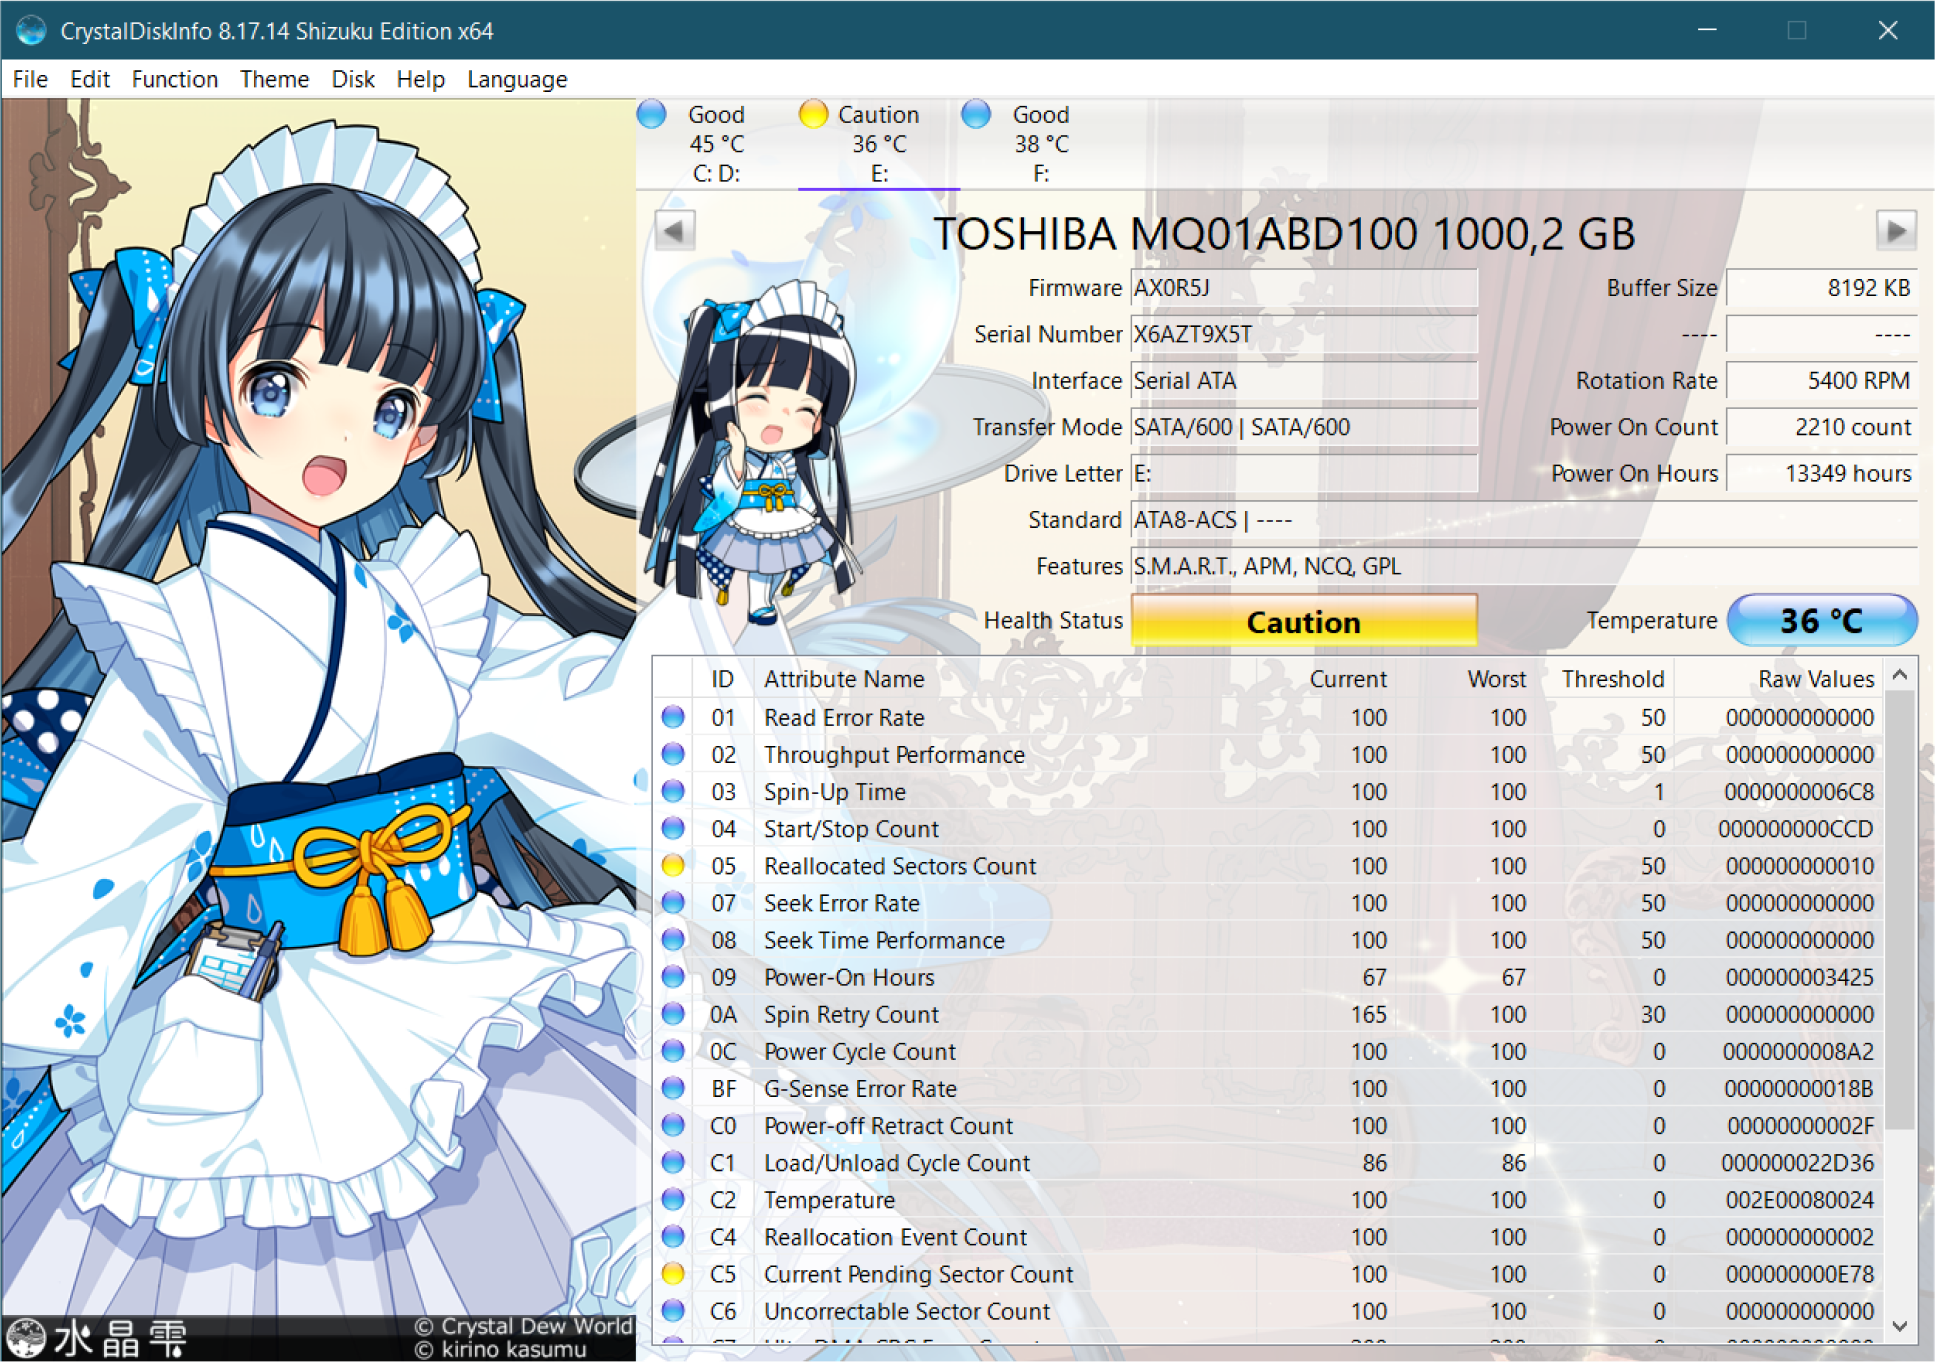 CrystalDiskInfo 8.17.14 Shizuku Edition x64
File Edit Function Theme Disk Help Language
Good Caution Good
45 °C 36 °C 38 °C
C: D: E: F:
TOSHIBA MQ01ABD100 1000,2 GB
Firmware AX0R5J Buffer Size 8192 KB
Serial Number X6AZT9X5T ---- ----
Interface Serial ATA Rotation Rate 5400 RPM
Transfer Mode SATA/600 | SATA/600 Power On Count 2210 count
Drive Letter E: Power On Hours 13349 hours
Standard ATA8-ACS | ----
Features S.M.A.R.T., APM, NCQ, GPL
Health Status Caution Temperature 36 °C
ID Attribute Name Current Worst Threshold Raw Values
01 Read Error Rate 100 100 50 000000000000
02 Throughput Performance 100 100 50 000000000000
03 Spin-Up Time 100 100 1 0000000006C8
04 Start/Stop Count 100 100 0 000000000CCD
05 Reallocated Sectors Count 100 100 50 000000000010
07 Seek Error Rate 100 100 50 000000000000
08 Seek Time Performance 100 100 50 000000000000
09 Power-On Hours 67 67 0 000000003425
0A Spin Retry Count 165 100 30 000000000000
0C Power Cycle Count 100 100 0 0000000008A2
BF G-Sense Error Rate 100 100 0 00000000018B
C0 Power-off Retract Count 100 100 0 00000000002F
C1 Load/Unload Cycle Count 86 86 0 000000022D36
C2 Temperature 100 100 0 002E00080024
C4 Reallocation Event Count 100 100 0 000000000002
C5 Current Pending Sector Count 100 100 0 000000000E78
C6 Uncorrectable Sector Count 100 100 0 000000000000
水晶雫
© Crystal Dew World
© kirino kasumu